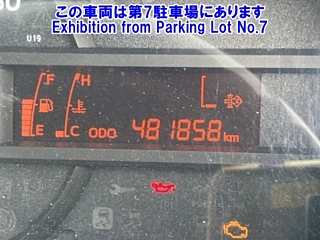 この車両は第7駐車場にあります
Exhibition from Parking Lot No.7
U19
F H
E C ODO 481858 km